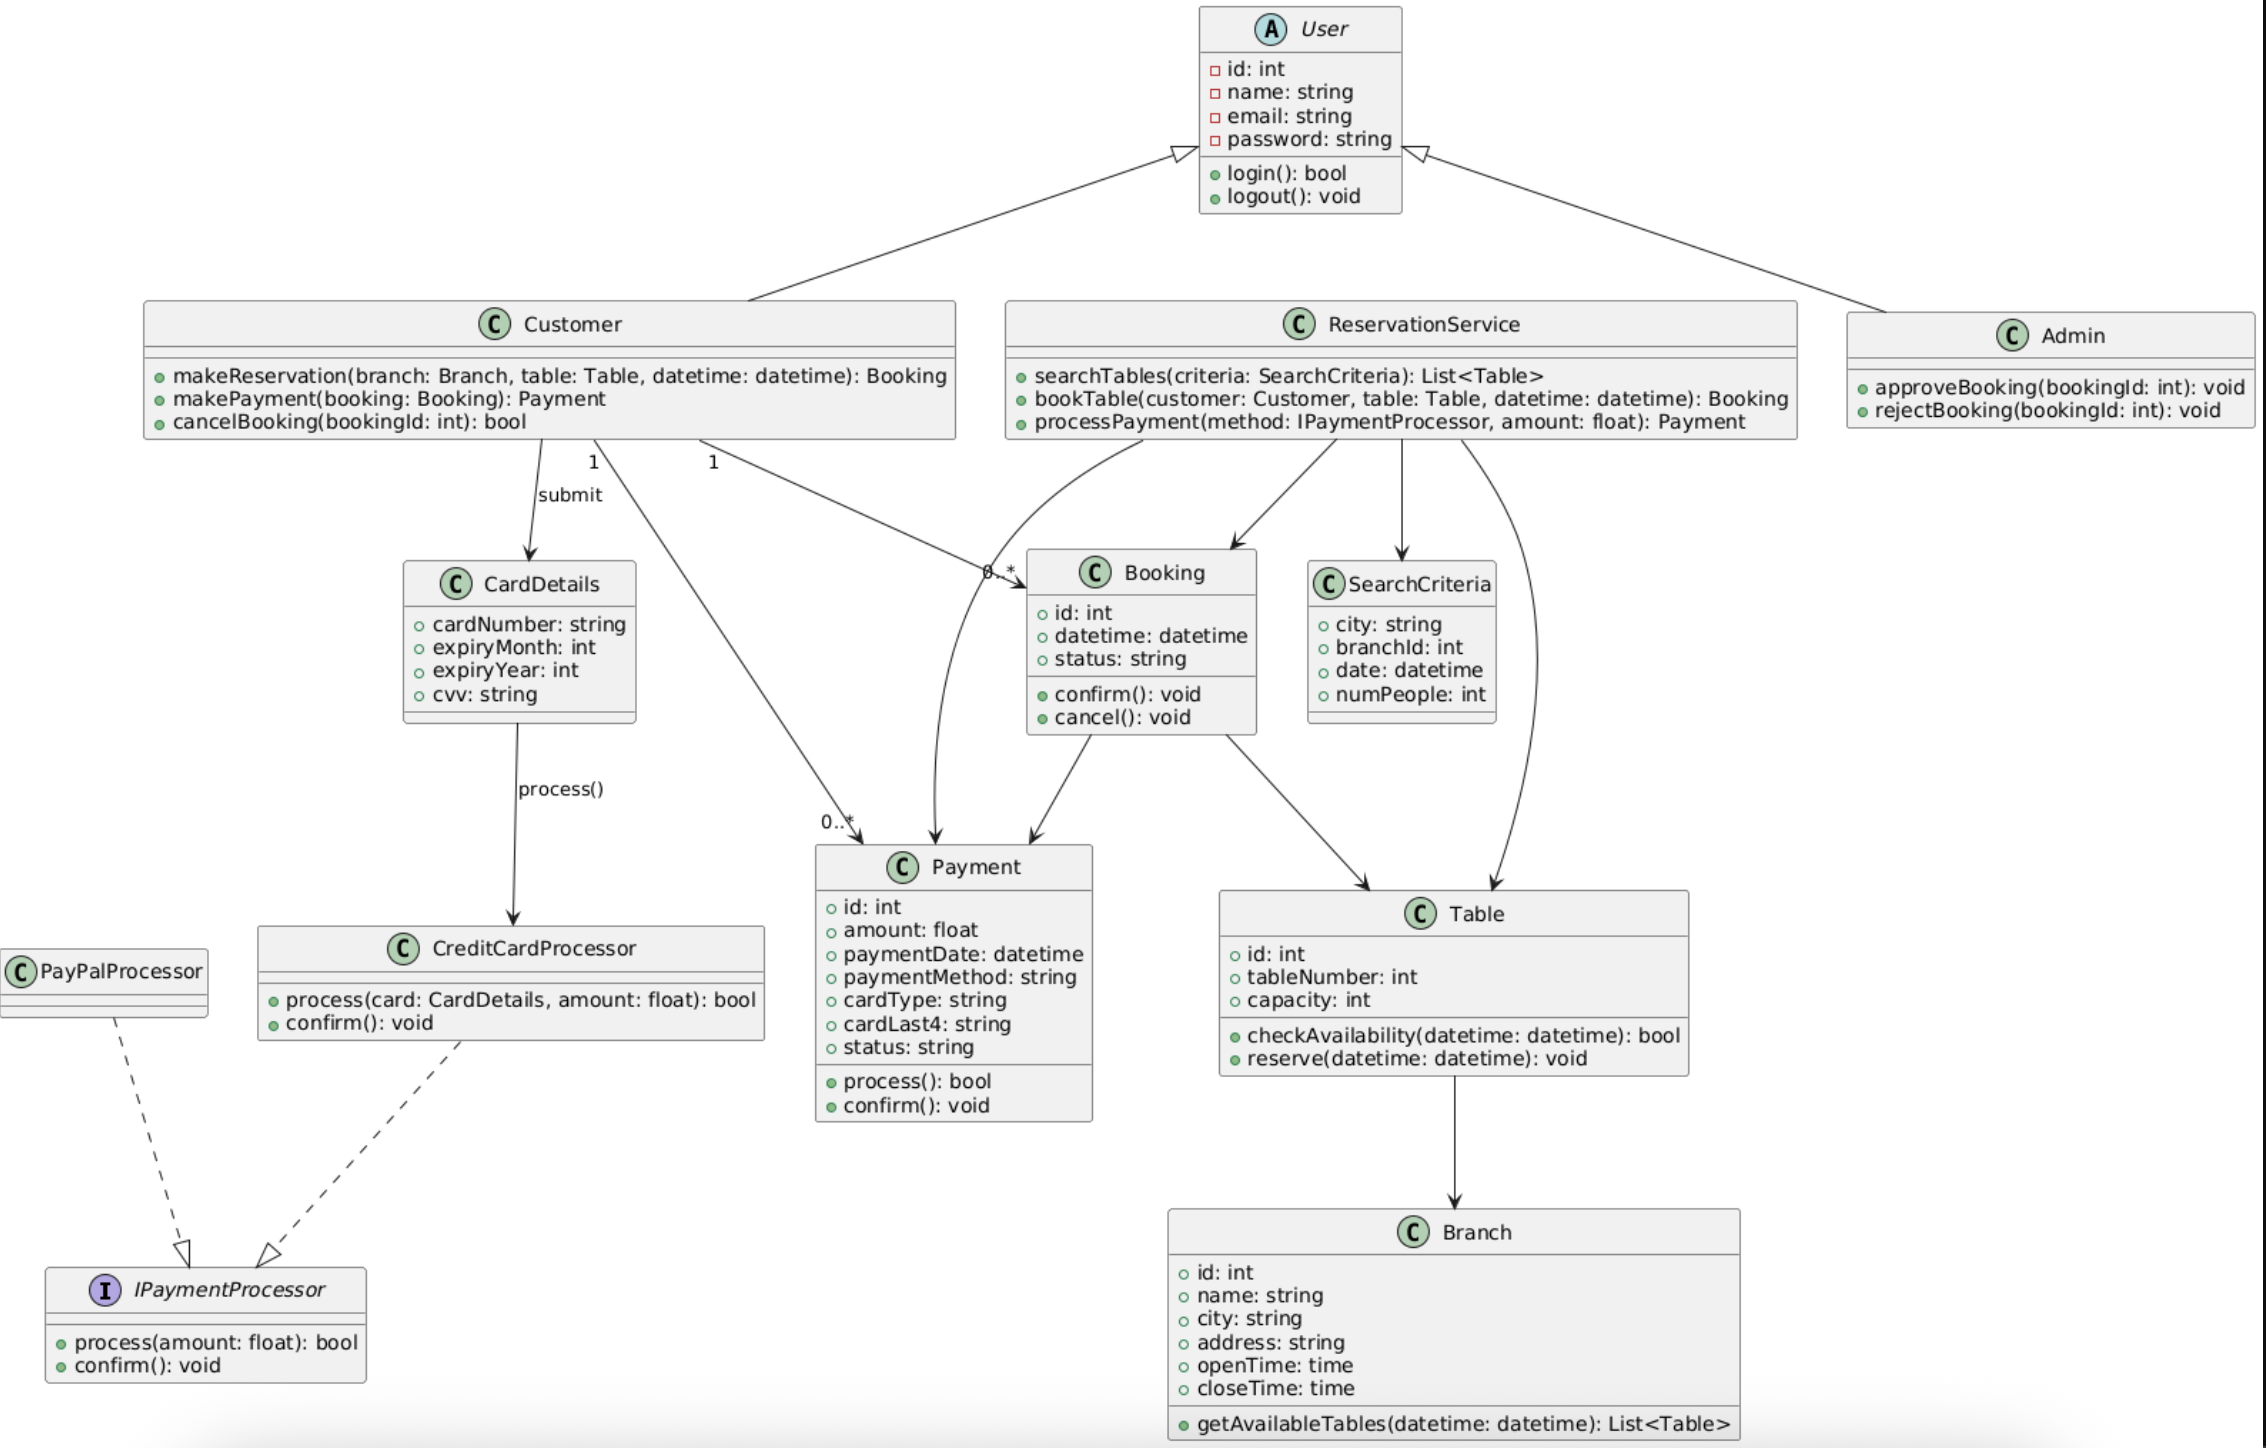 A User
id: int
name: string
email: string
password: string
login(): bool
logout(): void
C Customer
makeReservation(branch: Branch, table: Table, datetime: datetime): Booking
makePayment(booking: Booking): Payment
cancelBooking(bookingId: int): bool
C ReservationService
searchTables(criteria: SearchCriteria): List<Table>
bookTable(customer: Customer, table: Table, datetime: datetime): Booking
processPayment(method: IPaymentProcessor, amount: float): Payment
C Admin
approveBooking(bookingId: int): void
rejectBooking(bookingId: int): void
1
1
submit
0..*
C CardDetails
cardNumber: string
expiryMonth: int
expiryYear: int
cvv: string
C Booking
id: int
datetime: datetime
status: string
confirm(): void
cancel(): void
C SearchCriteria
city: string
branchId: int
date: datetime
numPeople: int
process()
0..*
C PayPalProcessor
C CreditCardProcessor
process(card: CardDetails, amount: float): bool
confirm(): void
C Payment
id: int
amount: float
paymentDate: datetime
paymentMethod: string
cardType: string
cardLast4: string
status: string
process(): bool
confirm(): void
C Table
id: int
tableNumber: int
capacity: int
checkAvailability(datetime: datetime): bool
reserve(datetime: datetime): void
I IPaymentProcessor
process(amount: float): bool
confirm(): void
C Branch
id: int
name: string
city: string
address: string
openTime: time
closeTime: time
getAvailableTables(datetime: datetime): List<Table>